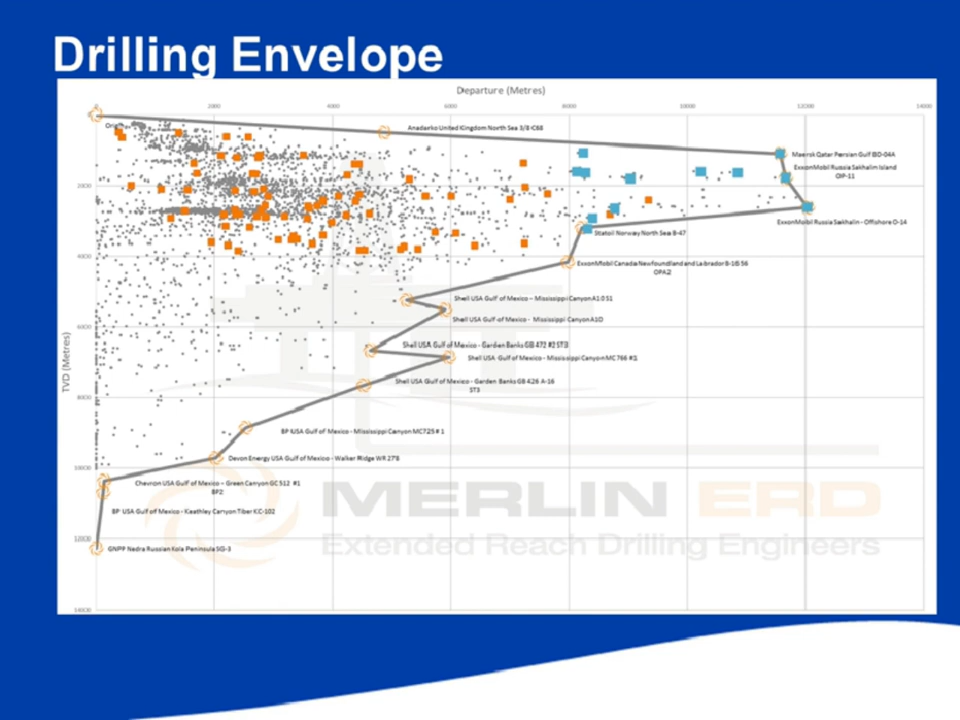 Drilling Envelope
Departure (Metres)
0 2000 4000 6000 8000 10000 12000 14000
Anadarko United Kingdom North Sea 3/8 IC68
Maersk Qatar Persian Gulf BD-04A
ExxonMobil Russia Sakhalin Island
OP-11
2000
ExxonMobil Russia Sakhalin - Offshore O-14
Statoil Norway North Sea B-47
4000
ExxonMobil Canada Newfoundland and Labrador B-16 56
OPA2
Shell USA Gulf of Mexico - Mississippi Canyon A10 S1
Shell USA Gulf of Mexico - Mississippi Canyon A10
6000
TVD (Metres)
Shell USA Gulf of Mexico - Garden Banks GB 472 #2 ST3
Shell USA Gulf of Mexico - Mississippi Canyon MC 766 #1
Shell USA Gulf of Mexico - Garden Banks GB 426 A-16
ST3
8000
BP USA Gulf of Mexico - Mississippi Canyon MC725 # 1
Devon Energy USA Gulf of Mexico - Walker Ridge WR 278
10000
Chevron USA Gulf of Mexico - Green Canyon GC 512 #1
BP2
BP USA Gulf of Mexico - Keathley Canyon Tiber KC-102
MERLIN ERD
Extended Reach Drilling Engineers
12000
GNPP Nedra Russian Kola Peninsula SG-3
14000